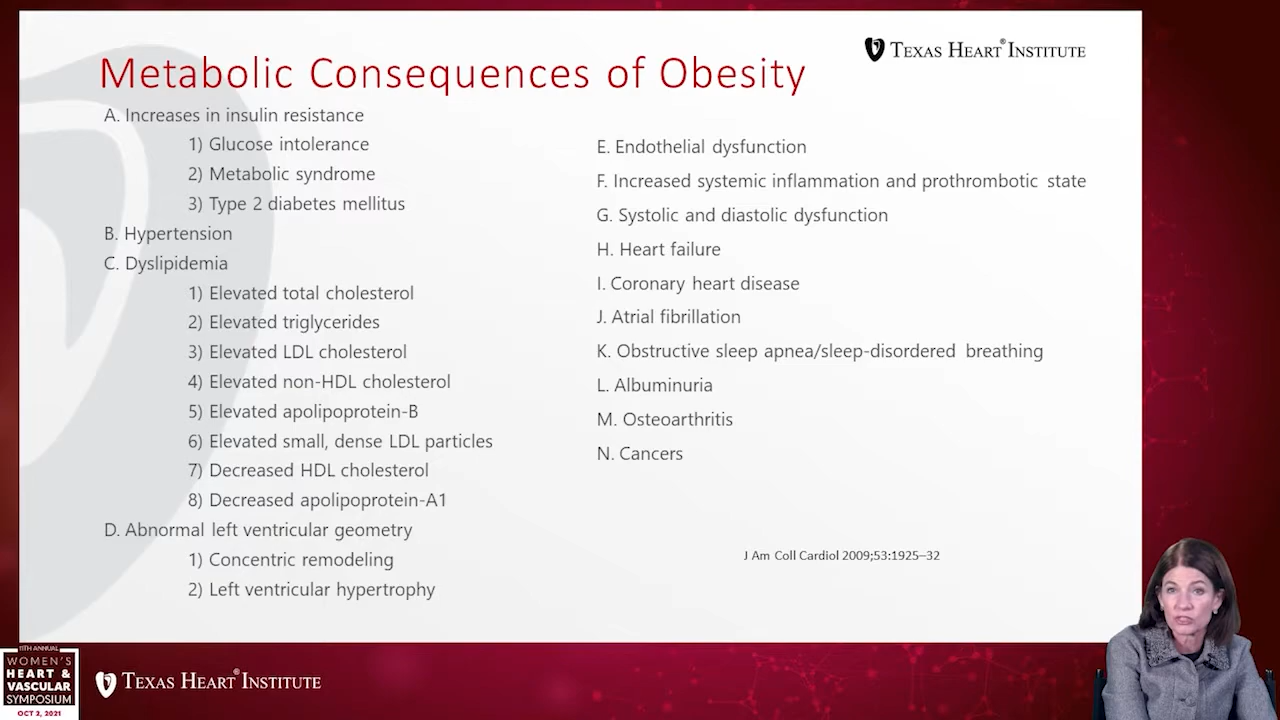 Metabolic Consequences of Obesity
TEXAS HEART® INSTITUTE
A. Increases in insulin resistance
1) Glucose intolerance
2) Metabolic syndrome
3) Type 2 diabetes mellitus
B. Hypertension
C. Dyslipidemia
1) Elevated total cholesterol
2) Elevated triglycerides
3) Elevated LDL cholesterol
4) Elevated non-HDL cholesterol
5) Elevated apolipoprotein-B
6) Elevated small, dense LDL particles
7) Decreased HDL cholesterol
8) Decreased apolipoprotein-A1
D. Abnormal left ventricular geometry
1) Concentric remodeling
2) Left ventricular hypertrophy
E. Endothelial dysfunction
F. Increased systemic inflammation and prothrombotic state
G. Systolic and diastolic dysfunction
H. Heart failure
I. Coronary heart disease
J. Atrial fibrillation
K. Obstructive sleep apnea/sleep-disordered breathing
L. Albuminuria
M. Osteoarthritis
N. Cancers
J Am Coll Cardiol 2009;53:1925–32
11TH ANNUAL
WOMEN'S
HEART &
VASCULAR
SYMPOSIUM
OCT 2, 2021
TEXAS HEART® INSTITUTE